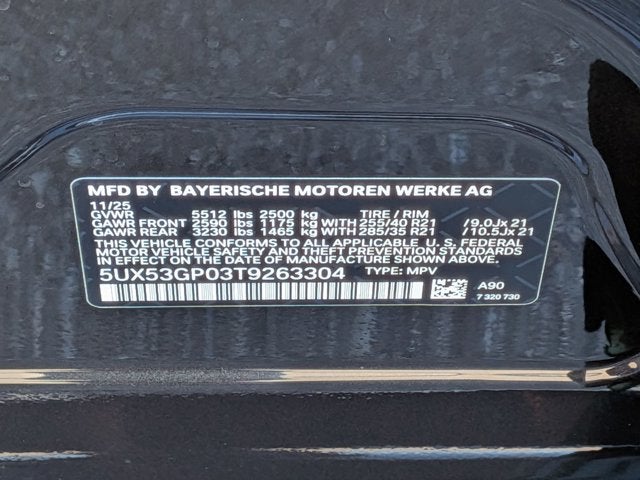 MFD BY BAYERISCHE MOTOREN WERKE AG
11/25
GVWR 5512 lbs 2500 kg TIRE / RIM
GAWR FRONT 2590 lbs 1175 kg WITH 255/40 R21 /9.0Jx 21
GAWR REAR 3230 lbs 1465 kg WITH 285/35 R21 /10.5Jx 21
THIS VEHICLE CONFORMS TO ALL APPLICABLE U. S. FEDERAL
MOTOR VEHICLE SAFETY AND THEFT PREVENTION STANDARDS
IN EFFECT ON THE DATE OF MANUFACTURE SHOWN ABOVE.
5UX53GP03T9263304 TYPE: MPV
A90
7 320 730